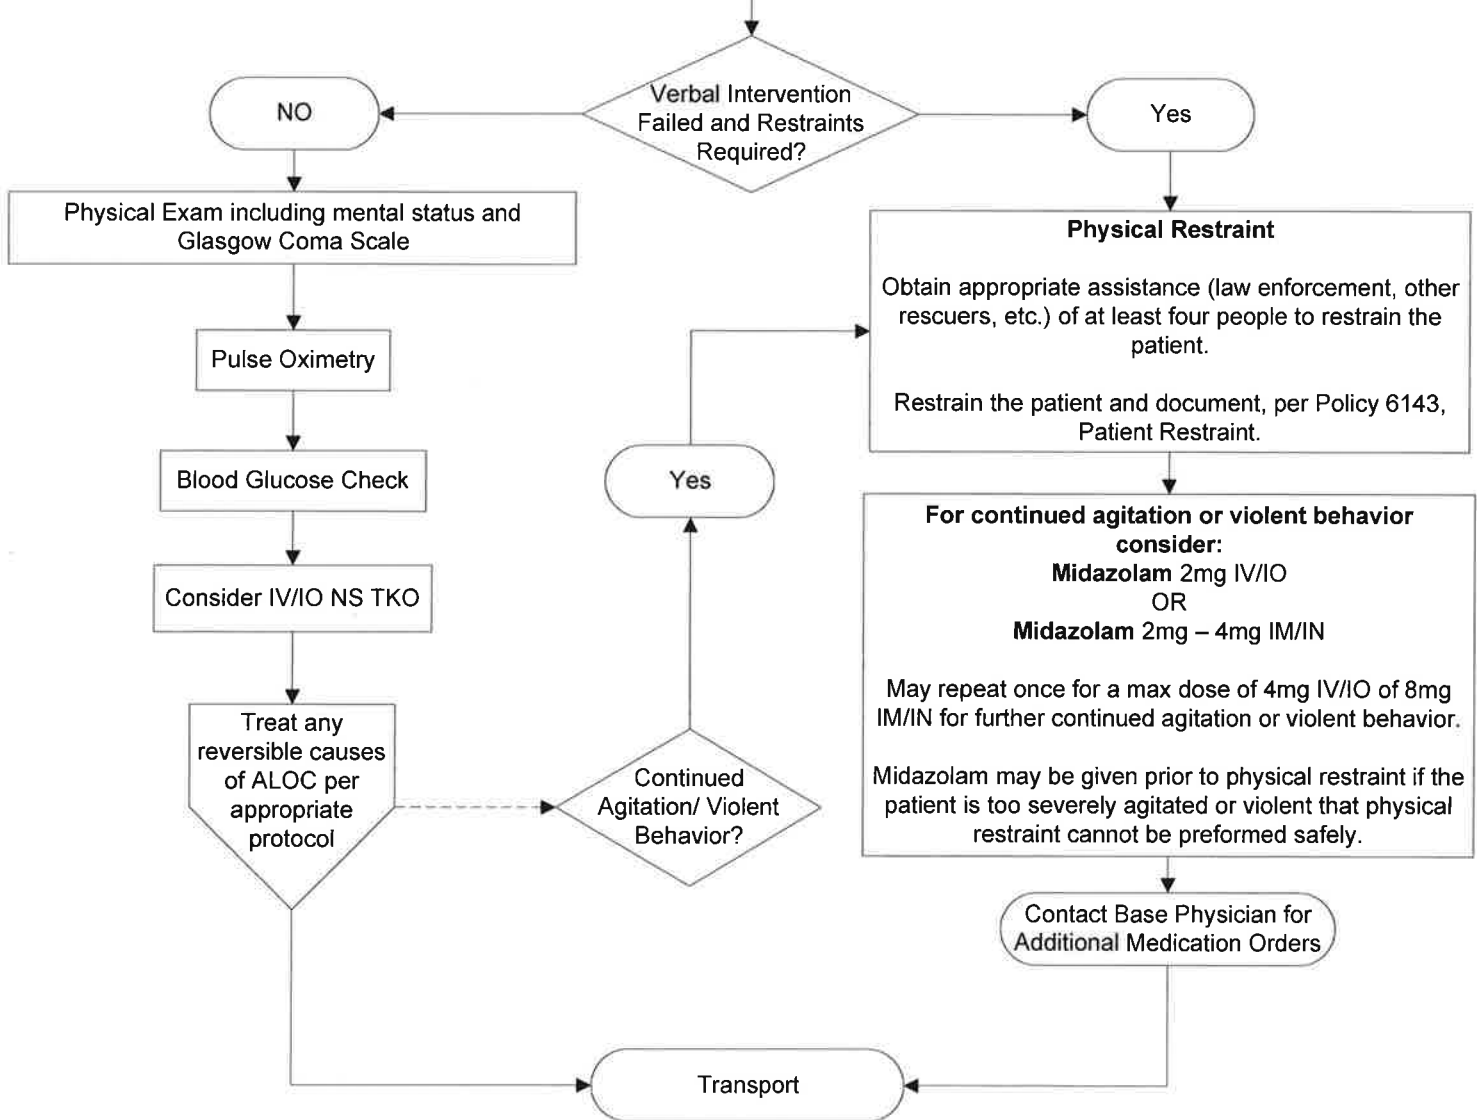 Verbal Intervention
Failed and Restraints
Required?
NO
Yes
Physical Exam including mental status and
Glasgow Coma Scale
Pulse Oximetry
Blood Glucose Check
Consider IV/IO NS TKO
Treat any
reversible causes
of ALOC per
appropriate
protocol
Continued
Agitation/ Violent
Behavior?
Yes
Physical Restraint
Obtain appropriate assistance (law enforcement, other
rescuers, etc.) of at least four people to restrain the
patient.
Restrain the patient and document, per Policy 6143,
Patient Restraint.
For continued agitation or violent behavior
consider:
Midazolam 2mg IV/IO
OR
Midazolam 2mg – 4mg IM/IN
May repeat once for a max dose of 4mg IV/IO of 8mg
IM/IN for further continued agitation or violent behavior.
Midazolam may be given prior to physical restraint if the
patient is too severely agitated or violent that physical
restraint cannot be preformed safely.
Contact Base Physician for
Additional Medication Orders
Transport